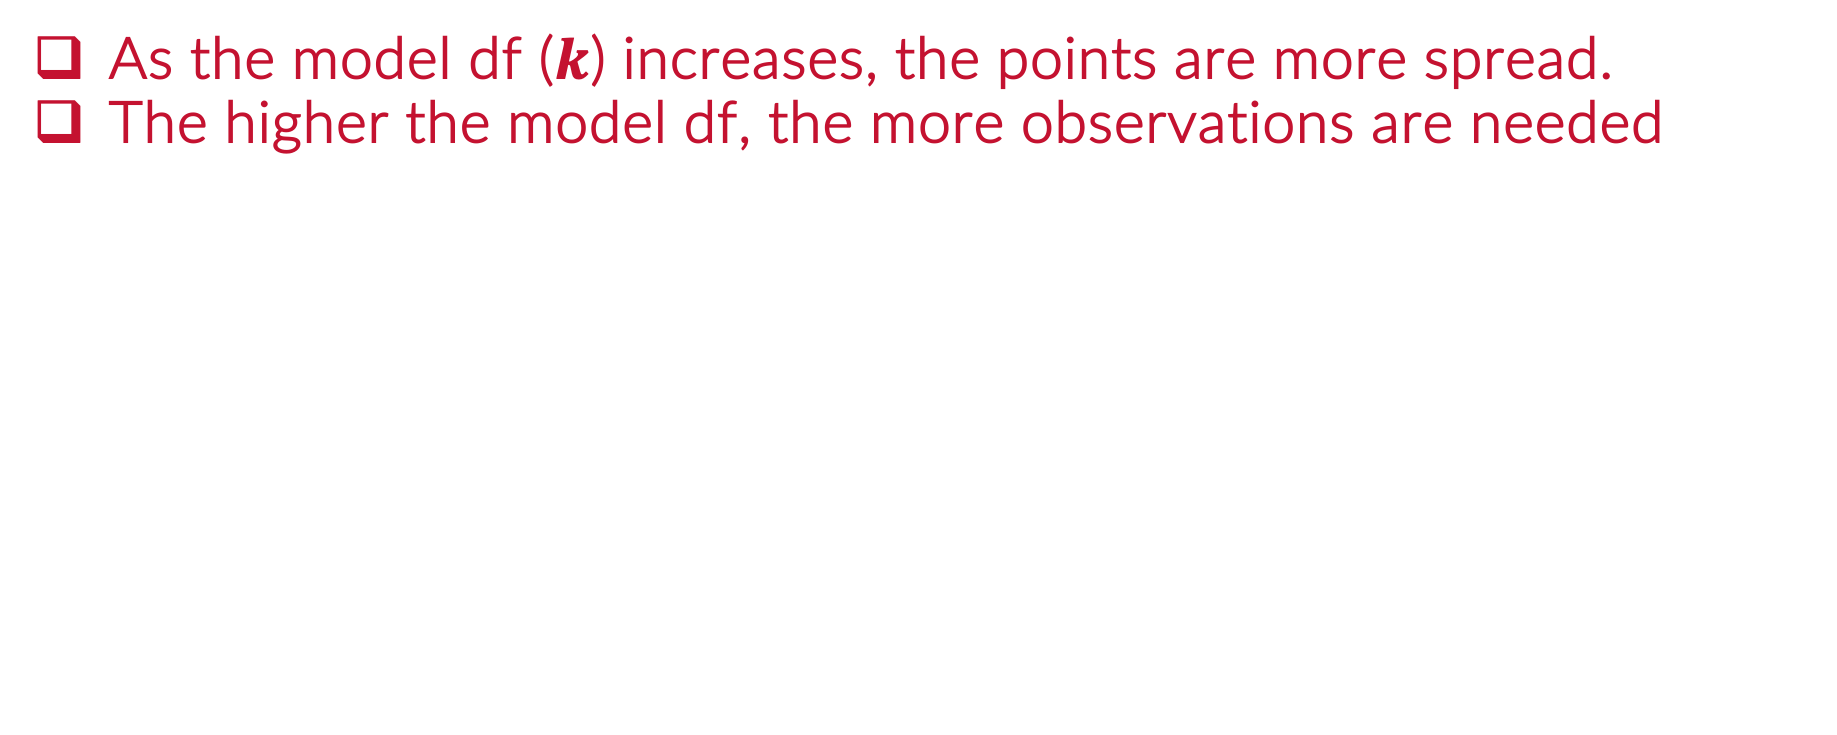 ❑ As the model df (k) increases, the points are more spread.
❑ The higher the model df, the more observations are needed